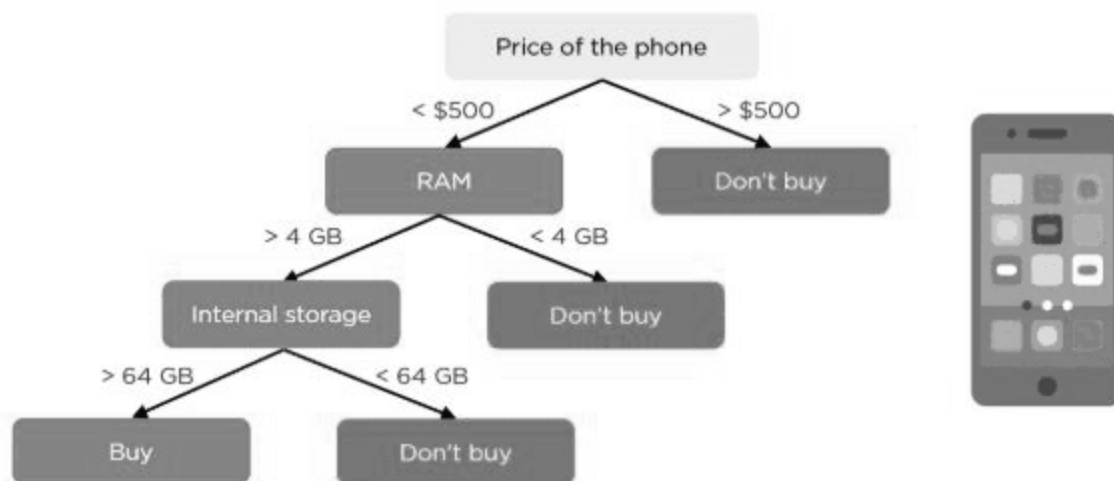 Price of the phone
< $500
> $500
RAM
Don't buy
> 4 GB
< 4 GB
Internal storage
Don't buy
> 64 GB
< 64 GB
Buy
Don't buy